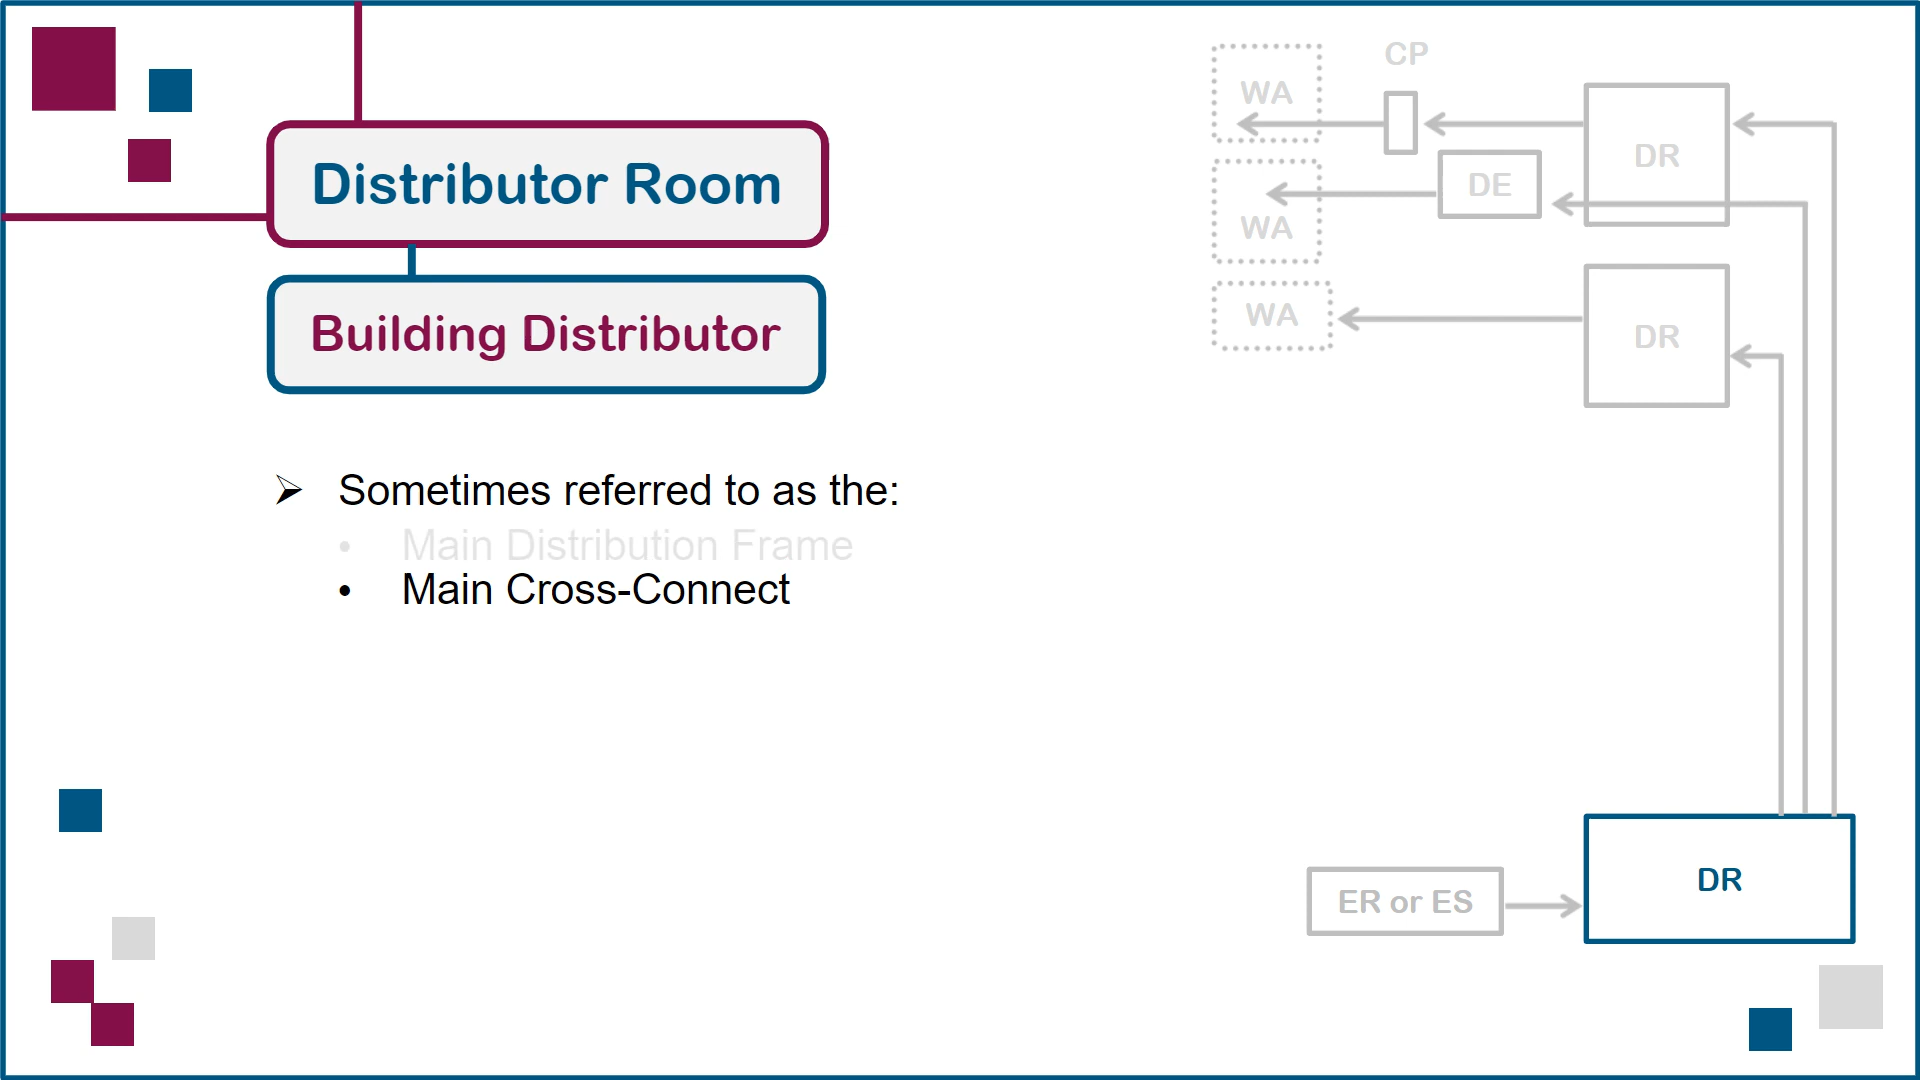 Distributor Room
Building Distributor
➢ Sometimes referred to as the:
• Main Distribution Frame
• Main Cross-Connect
CP
WA
DR
DE
WA
WA
DR
ER or ES
DR